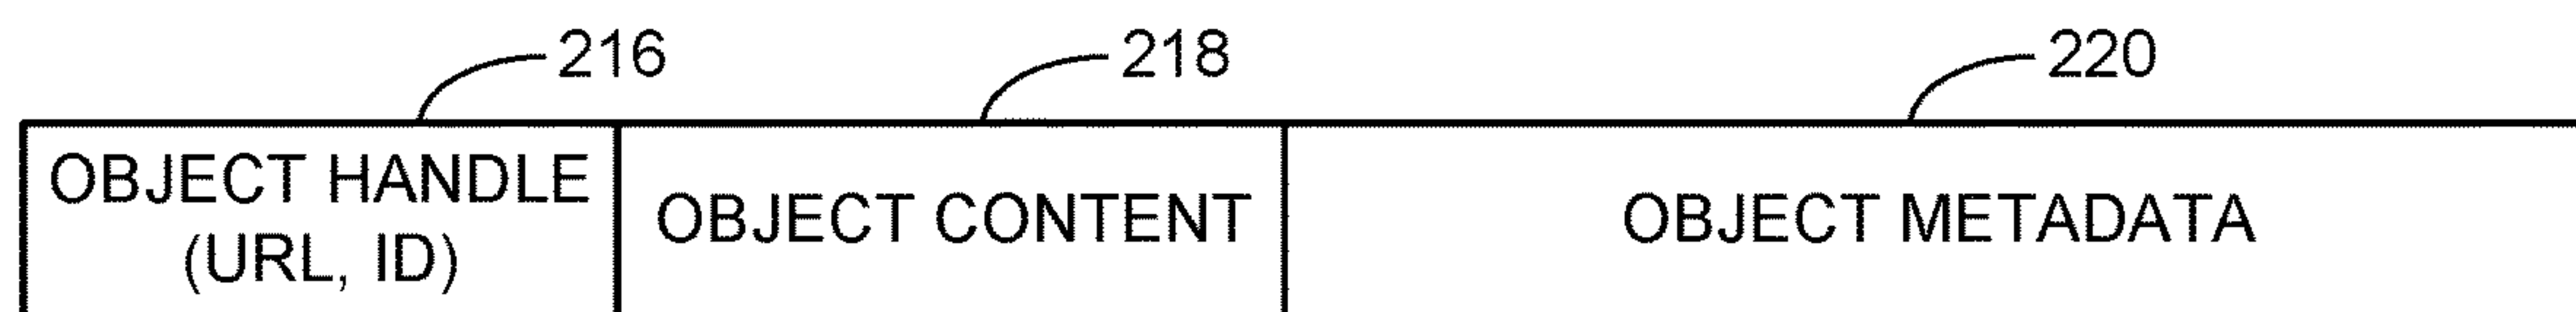 216
218
220
OBJECT HANDLE
(URL, ID)
OBJECT CONTENT
OBJECT METADATA